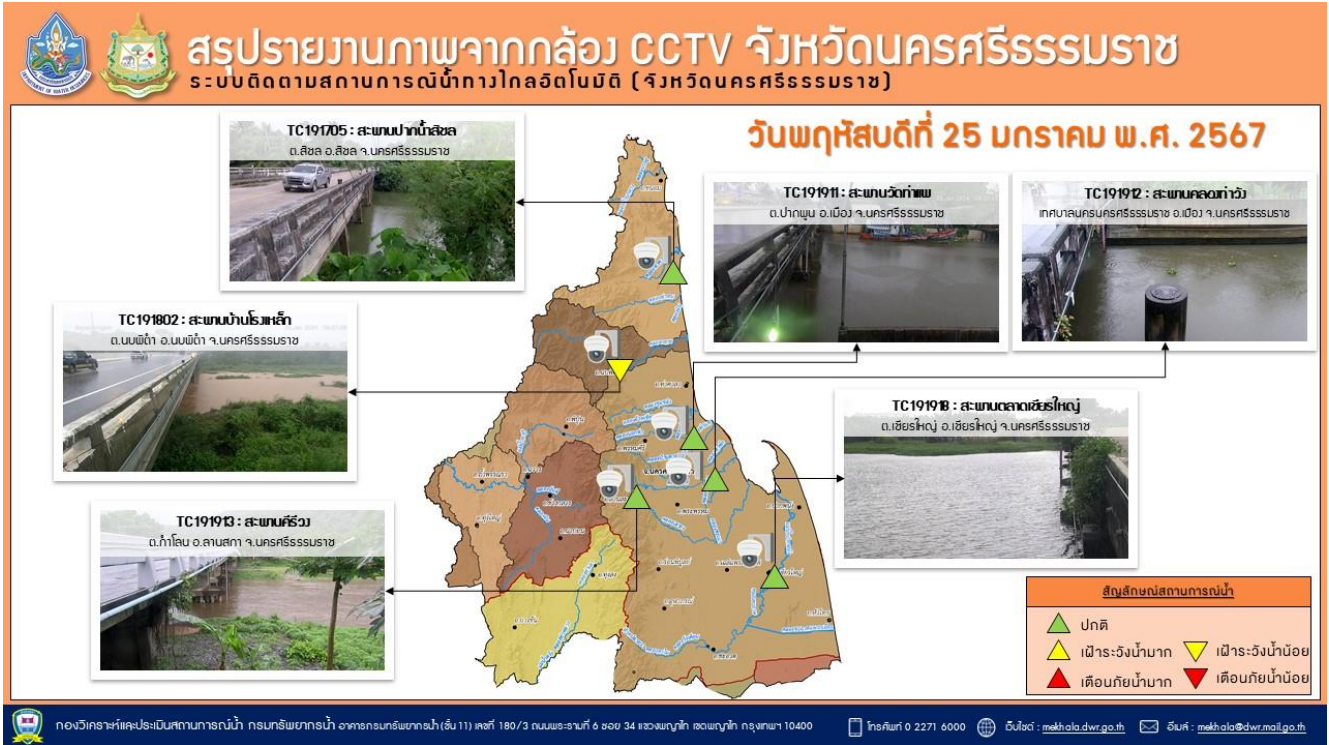 สรุปรายงานภาพจากกล้อง CCTV จังหวัดนครศรีธรรมราช
ระบบติดตามสถานการณ์น้ำทางไกลอัตโนมัติ (จังหวัดนครศรีธรรมราช)
วันพฤหัสบดีที่ 25 มกราคม พ.ศ. 2567
TC191705 : สะพานปากน้ำสิชล
ต.สิชล อ.สิชล จ.นครศรีธรรมราช
TC191911 : สะพานวัดท่าแพ
ต.ปากพูน อ.เมือง จ.นครศรีธรรมราช
TC191912 : สะพานคลองท่าวัง
เทศบาลนครนครศรีธรรมราช อ.เมือง จ.นครศรีธรรมราช
TC191802 : สะพานบ้านโรงเหล็ก
ต.นบพิตำ อ.นบพิตำ จ.นครศรีธรรมราช
TC191918 : สะพานตลาดเชียรใหญ่
ต.เชียรใหญ่ อ.เชียรใหญ่ จ.นครศรีธรรมราช
TC191913 : สะพานคีรีวง
ต.กำโลน อ.ลานสกา จ.นครศรีธรรมราช
สัญลักษณ์สถานการณ์น้ำ
ปกติ
เฝ้าระวังน้ำมาก เฝ้าระวังน้ำน้อย
เตือนภัยน้ำมาก เตือนภัยน้ำน้อย
กองวิเคราะห์และประเมินสถานการณ์น้ำ กรมทรัพยากรน้ำ อาคารกรมทรัพยากรน้ำ (ชั้น 11) เลขที่ 180/3 ถนนพระรามที่ 6 ซอย 34 แขวงพญาไท เขตพญาไท กรุงเทพฯ 10400 โทรศัพท์ 0 2271 6000 เว็บไซต์ : mekhala.dwr.go.th อีเมล์ : mekhala@dwr.mail.go.th